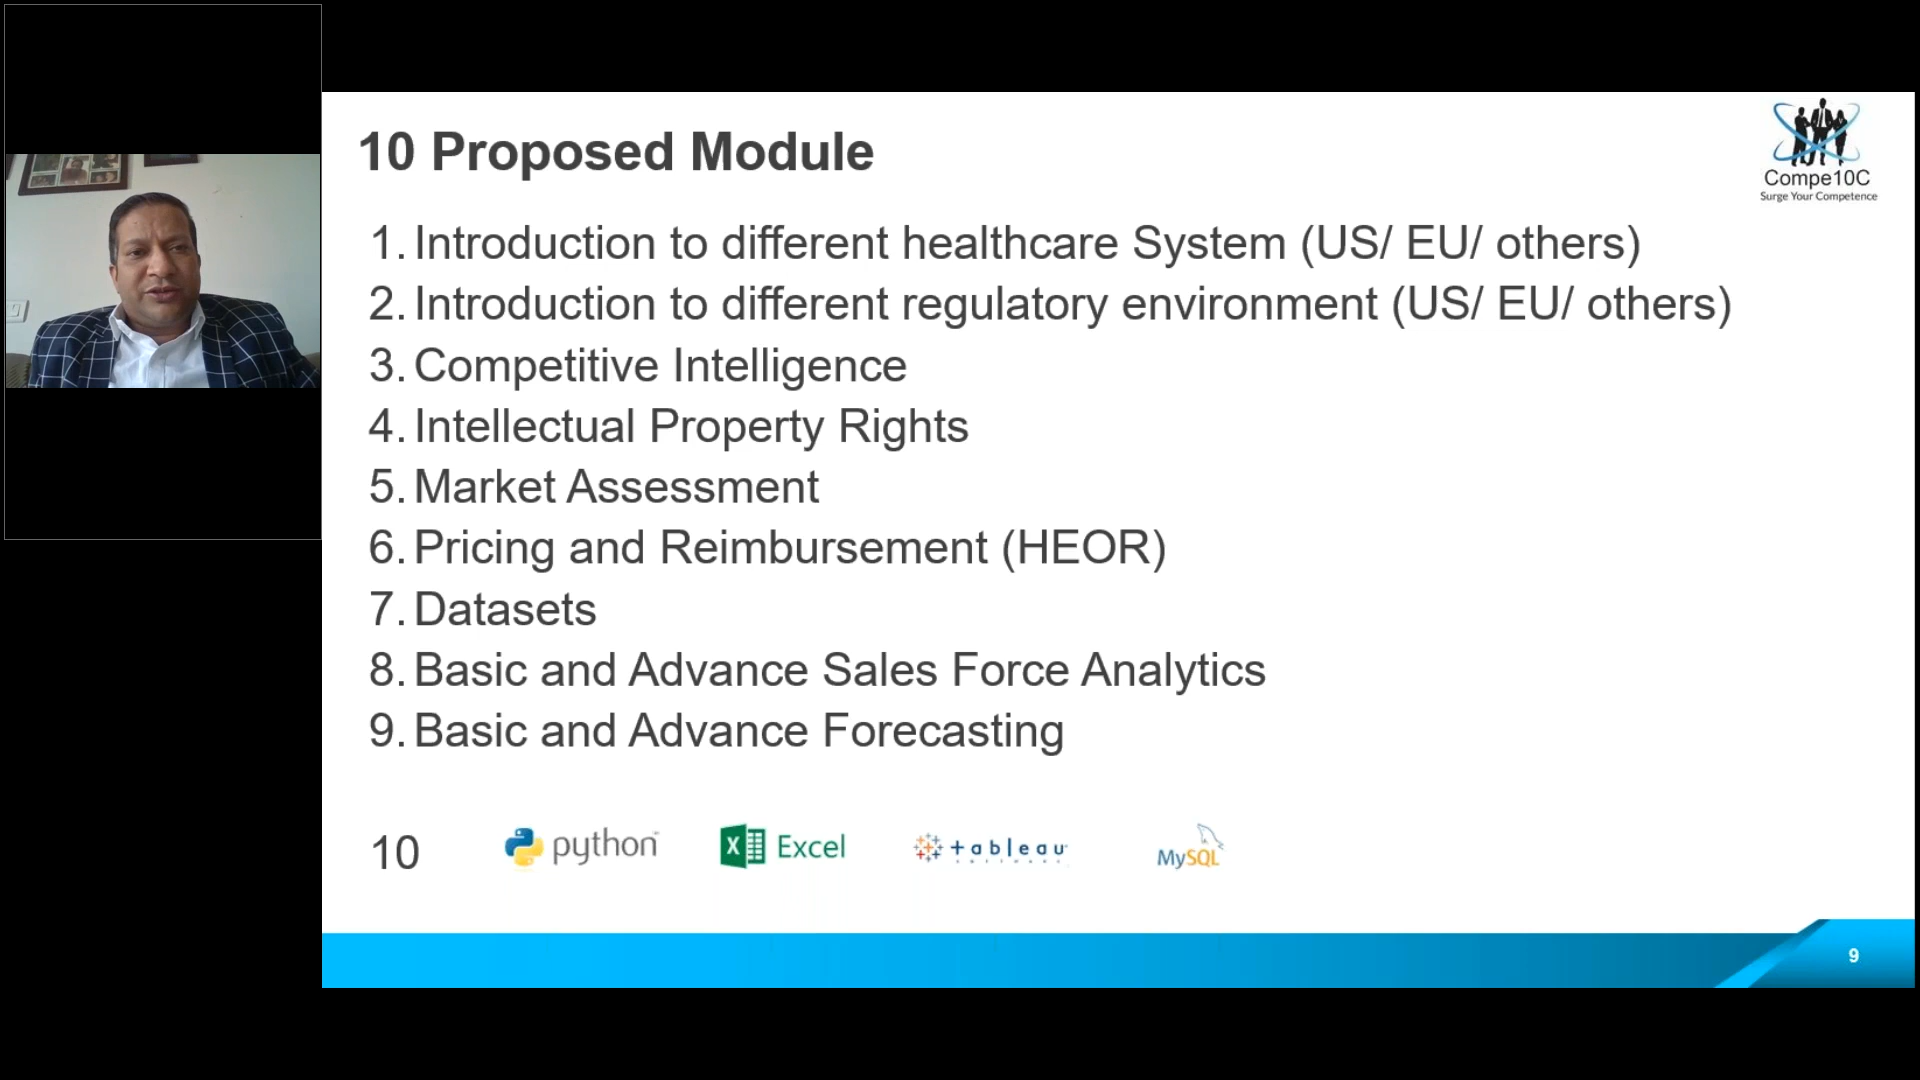 10 Proposed Module
Compe10C
Surge Your Competence
1. Introduction to different healthcare System (US/ EU/ others)
2. Introduction to different regulatory environment (US/ EU/ others)
3. Competitive Intelligence
4. Intellectual Property Rights
5. Market Assessment
6. Pricing and Reimbursement (HEOR)
7. Datasets
8. Basic and Advance Sales Force Analytics
9. Basic and Advance Forecasting
10 python Excel tableau MySQL
9